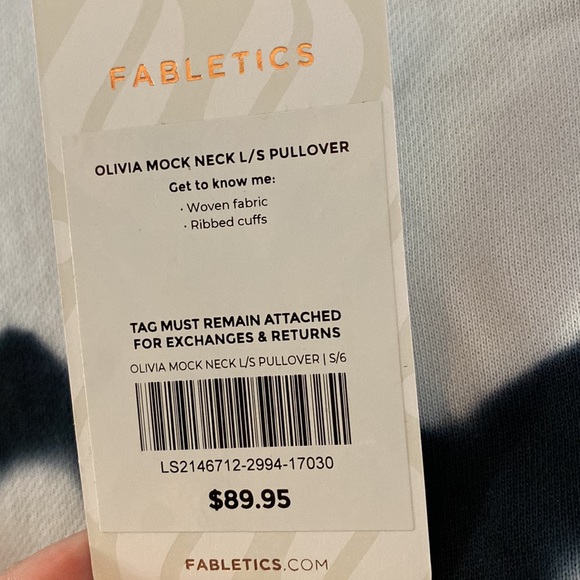 FABLETICS
OLIVIA MOCK NECK L/S PULLOVER
Get to know me:
· Woven fabric
· Ribbed cuffs
TAG MUST REMAIN ATTACHED
FOR EXCHANGES & RETURNS
OLIVIA MOCK NECK L/S PULLOVER | S/6
LS2146712-2994-17030
$89.95
FABLETICS.COM